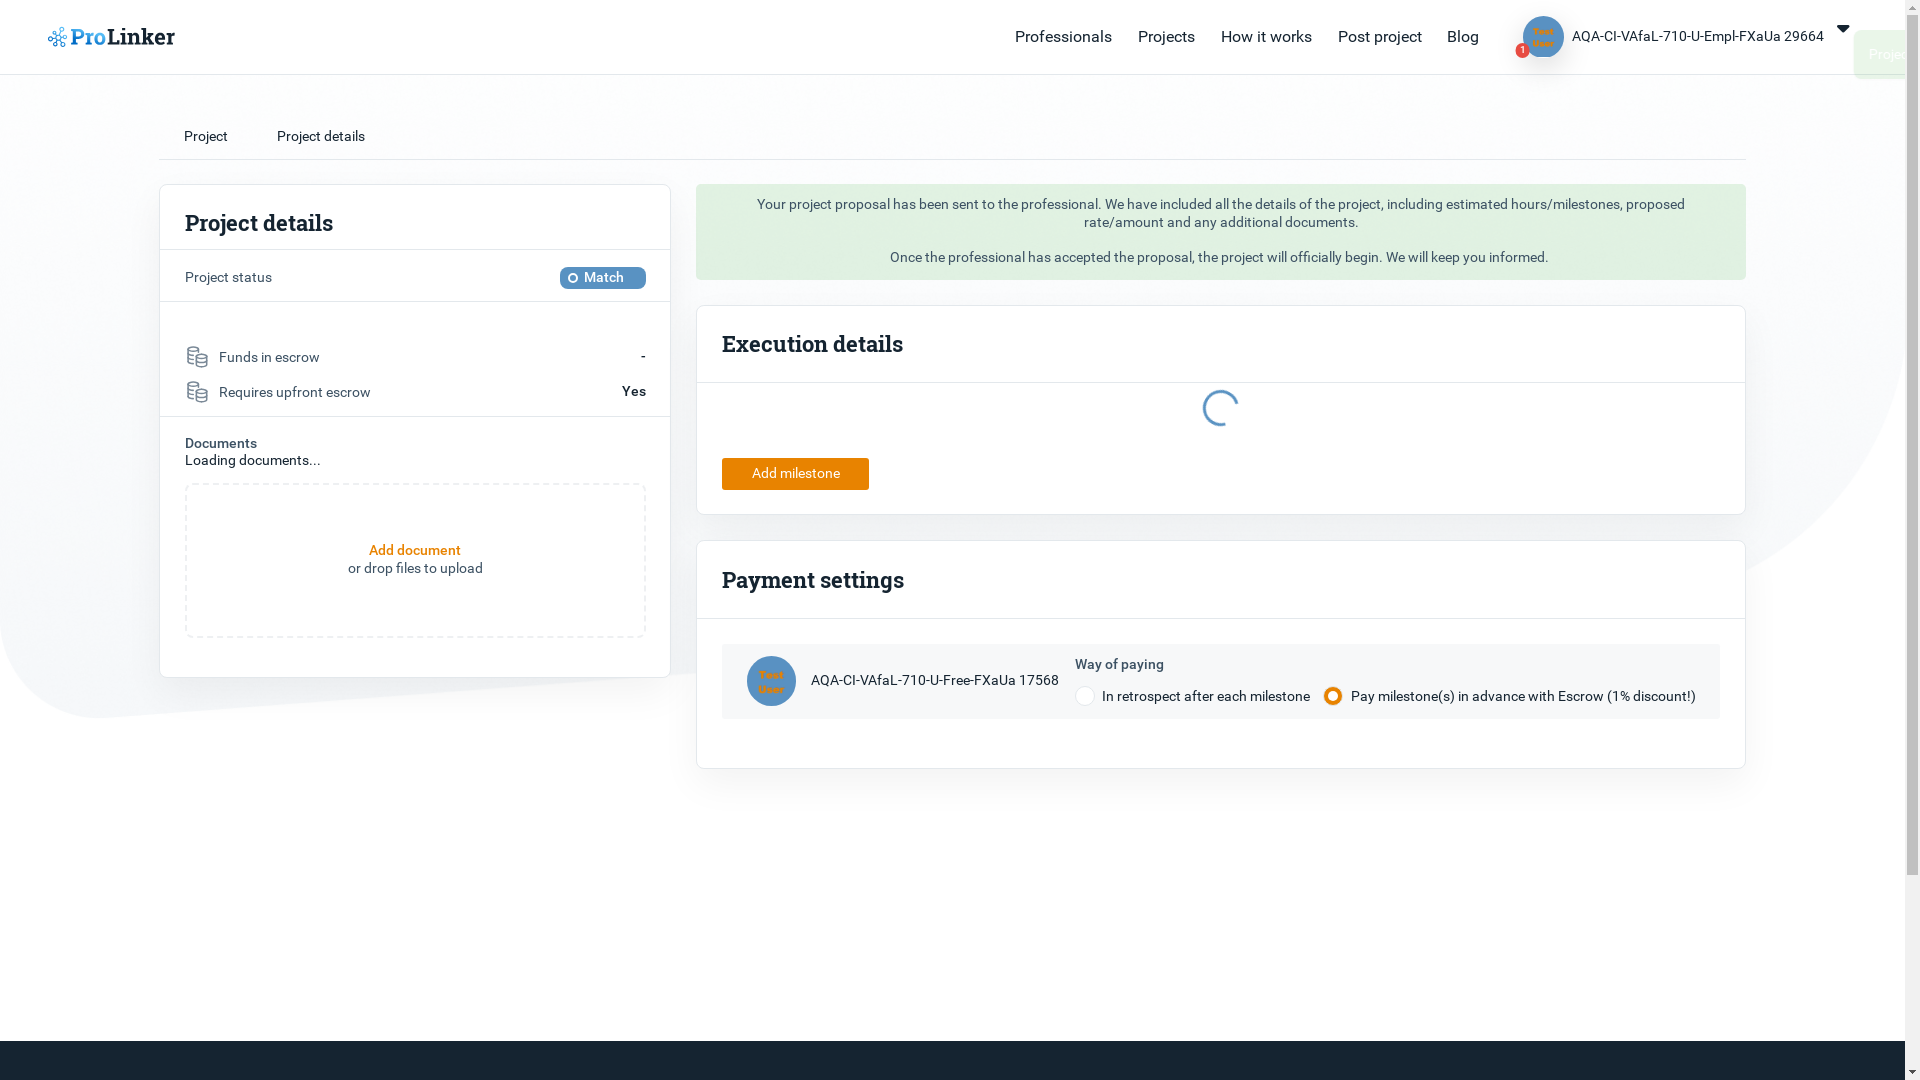 ProLinker
Professionals
Projects
How it works
Post project
Blog
1
Test
User
AQA-CI-VAfaL-710-U-Empl-FXaUa 29664
Project
Project details
Project details
Project status
Match
Funds in escrow
-
Requires upfront escrow
Yes
Documents
Loading documents...
Add document
or drop files to upload
Your project proposal has been sent to the professional. We have included all the details of the project, including estimated hours/milestones, proposed
rate/amount and any additional documents.
Once the professional has accepted the proposal, the project will officially begin. We will keep you informed.
Execution details
Add milestone
Payment settings
Test
User
AQA-CI-VAfaL-710-U-Free-FXaUa 17568
Way of paying
In retrospect after each milestone
Pay milestone(s) in advance with Escrow (1% discount!)